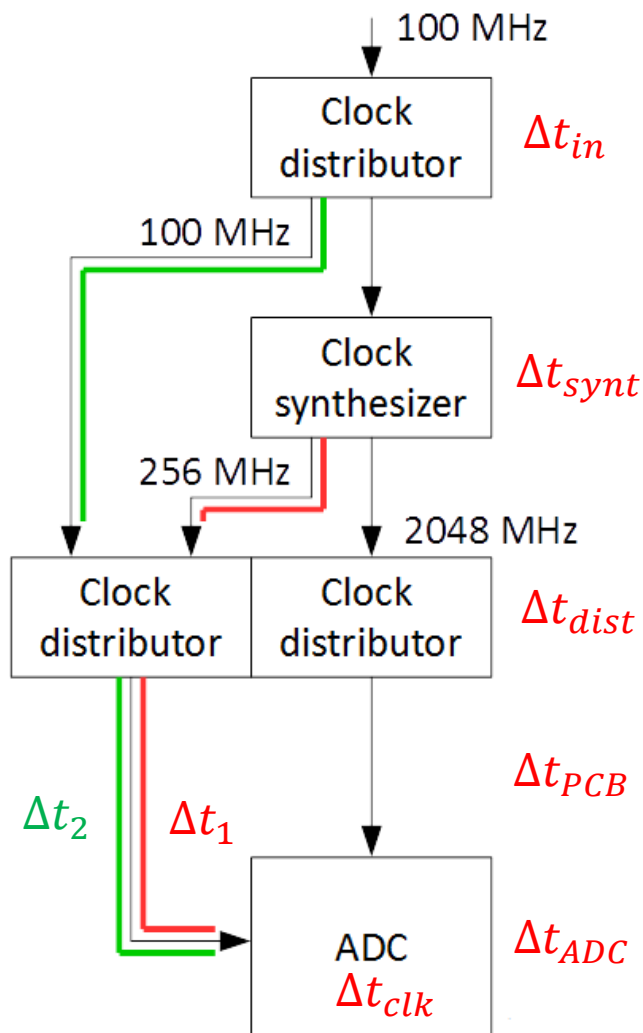 100 MHz
Clock
distributor
Δt_in
100 MHz
Clock
synthesizer
Δt_synt
256 MHz
2048 MHz
Clock
distributor
Clock
distributor
Δt_dist
Δt_PCB
Δt_2
Δt_1
ADC
Δt_clk
Δt_ADC